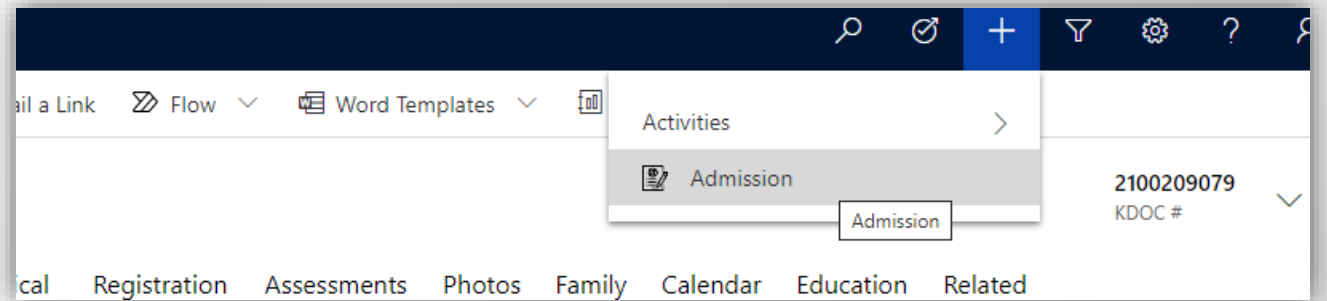 ail a Link Flow Word Templates
Activities
Admission
Admission
2100209079
KDOC #
ical Registration Assessments Photos Family Calendar Education Related